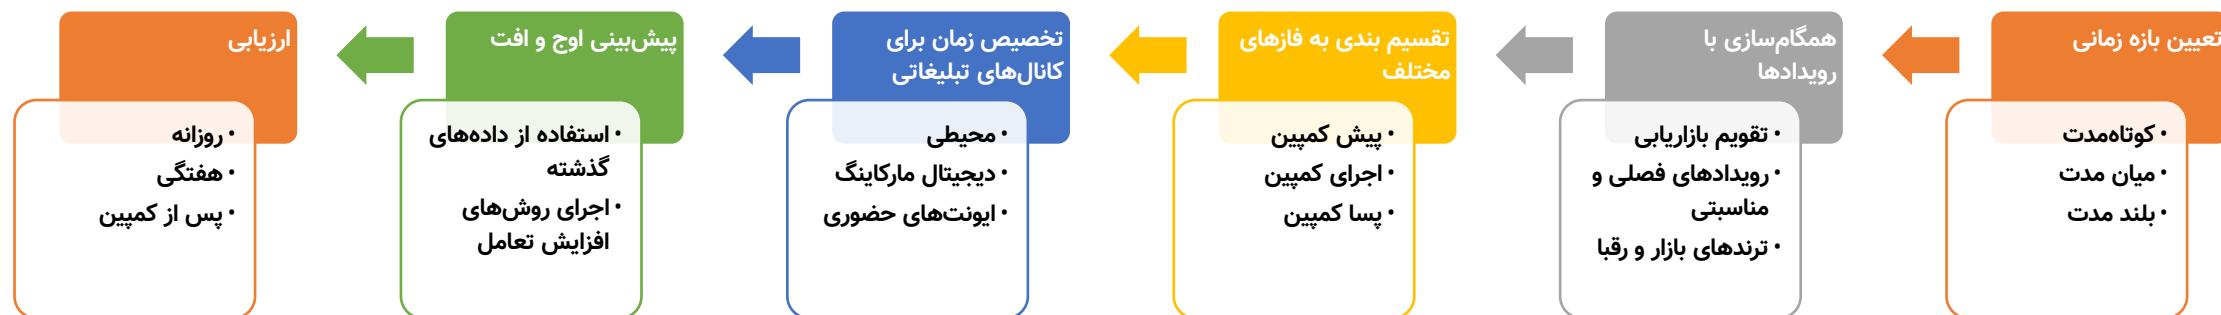 تعیین بازه زمانی
• کوتاه‌مدت
• میان مدت
• بلند مدت
همگام‌سازی با
رویدادها
• تقویم بازاریابی
• رویدادهای فصلی و
مناسبتی
• ترندهای بازار و رقبا
تقسیم بندی به فازهای
مختلف
• پیش کمپین
• اجرای کمپین
• پسا کمپین
تخصیص زمان برای
کانال‌های تبلیغاتی
• محیطی
• دیجیتال مارکاینگ
• ایونت‌های حضوری
پیش‌بینی اوج و افت
• استفاده از داده‌های
گذشته
• اجرای روش‌های
افزایش تعامل
ارزیابی
• روزانه
• هفتگی
• پس از کمپین